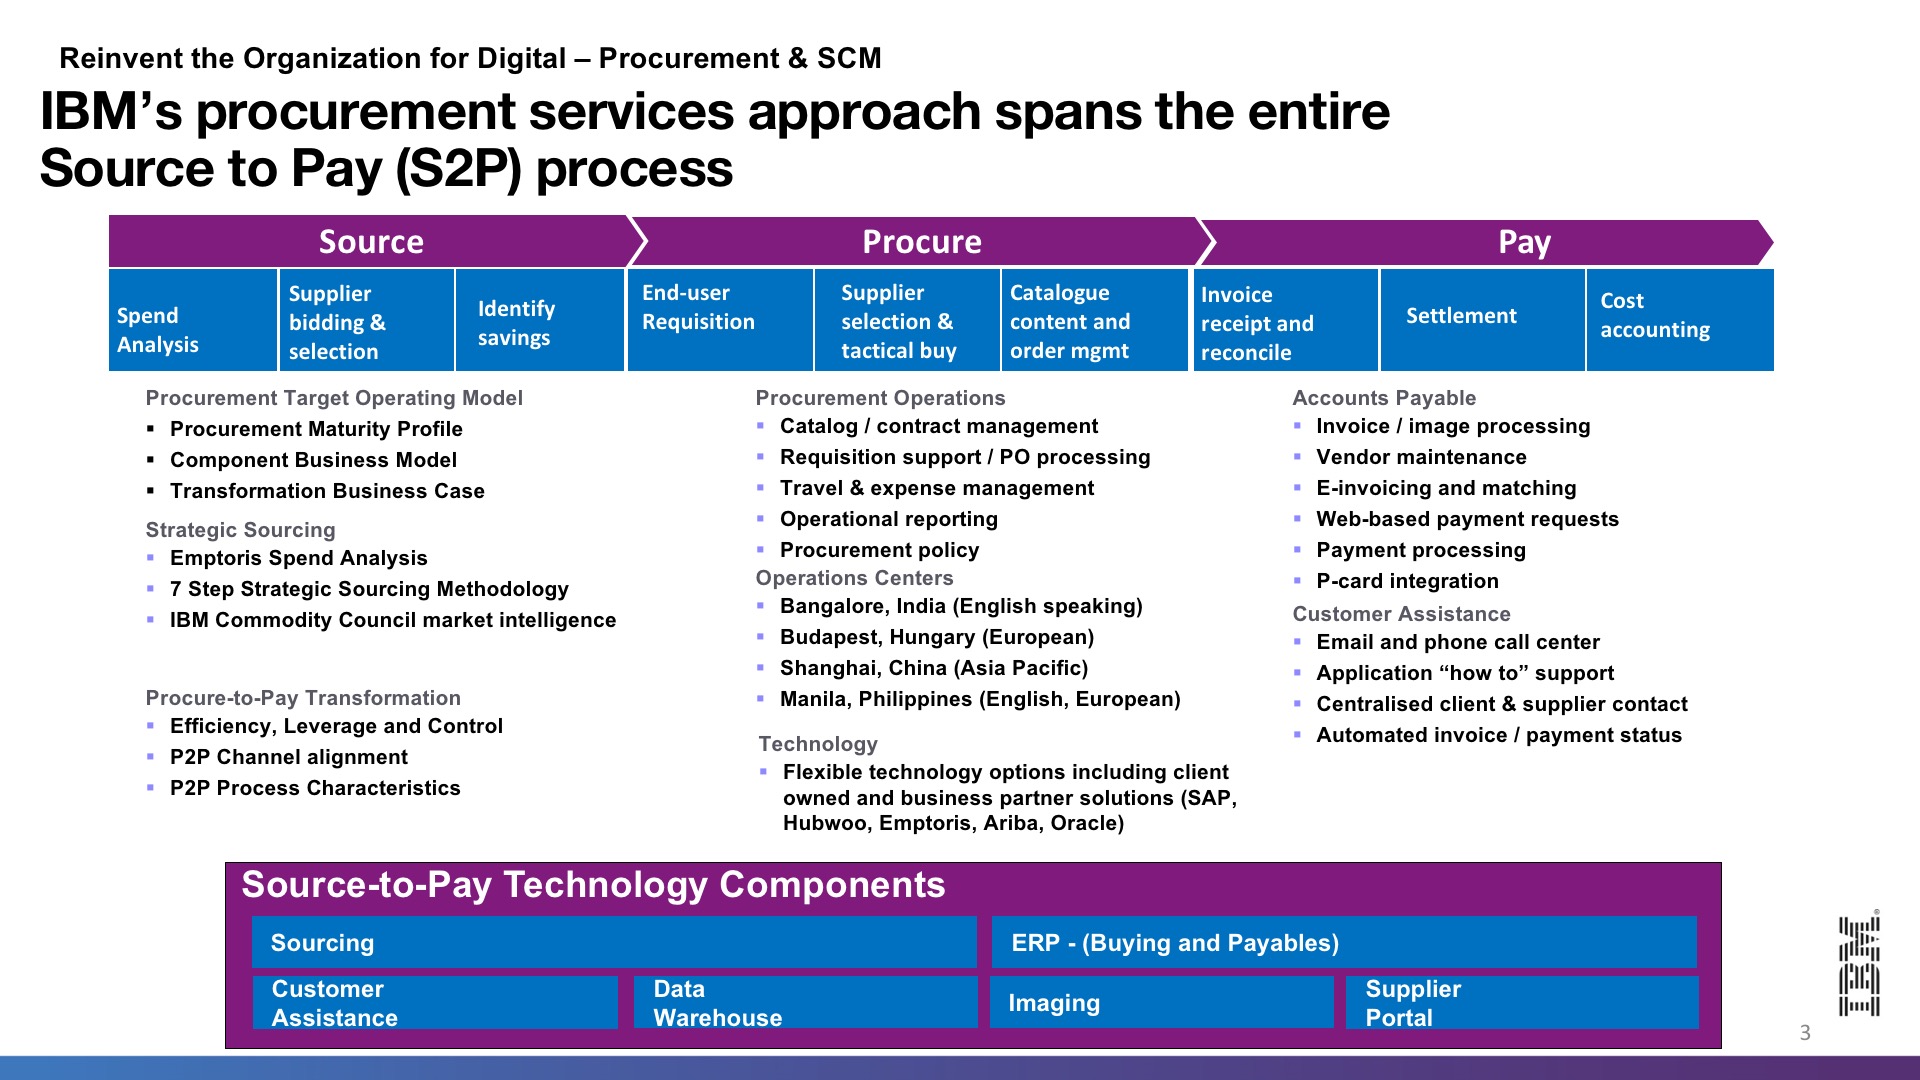 Reinvent the Organization for Digital – Procurement & SCM
IBM’s procurement services approach spans the entire
Source to Pay (S2P) process
Source
Procure
Pay
Spend
Analysis
Supplier
bidding &
selection
Identify
savings
End-user
Requisition
Supplier
selection &
tactical buy
Catalogue
content and
order mgmt
Invoice
receipt and
reconcile
Settlement
Cost
accounting
Procurement Target Operating Model
▪ Procurement Maturity Profile
▪ Component Business Model
▪ Transformation Business Case
Strategic Sourcing
▪ Emptoris Spend Analysis
▪ 7 Step Strategic Sourcing Methodology
▪ IBM Commodity Council market intelligence
Procure-to-Pay Transformation
▪ Efficiency, Leverage and Control
▪ P2P Channel alignment
▪ P2P Process Characteristics
Procurement Operations
▪ Catalog / contract management
▪ Requisition support / PO processing
▪ Travel & expense management
▪ Operational reporting
▪ Procurement policy
Operations Centers
▪ Bangalore, India (English speaking)
▪ Budapest, Hungary (European)
▪ Shanghai, China (Asia Pacific)
▪ Manila, Philippines (English, European)
Technology
▪ Flexible technology options including client
owned and business partner solutions (SAP,
Hubwoo, Emptoris, Ariba, Oracle)
Accounts Payable
▪ Invoice / image processing
▪ Vendor maintenance
▪ E-invoicing and matching
▪ Web-based payment requests
▪ Payment processing
▪ P-card integration
Customer Assistance
▪ Email and phone call center
▪ Application “how to” support
▪ Centralised client & supplier contact
▪ Automated invoice / payment status
Source-to-Pay Technology Components
Sourcing
ERP - (Buying and Payables)
Customer
Assistance
Data
Warehouse
Imaging
Supplier
Portal
IBM®
3